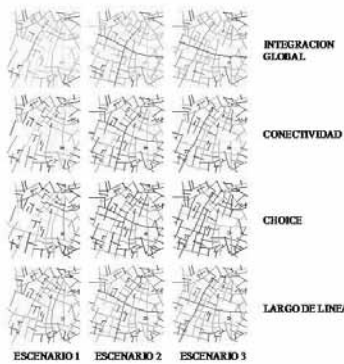 INTEGRACION
GLOBAL
CONECTIVIDAD
CHOICE
LARGO DE LINEA
ESCENARIO 1 ESCENARIO 2 ESCENARIO 3